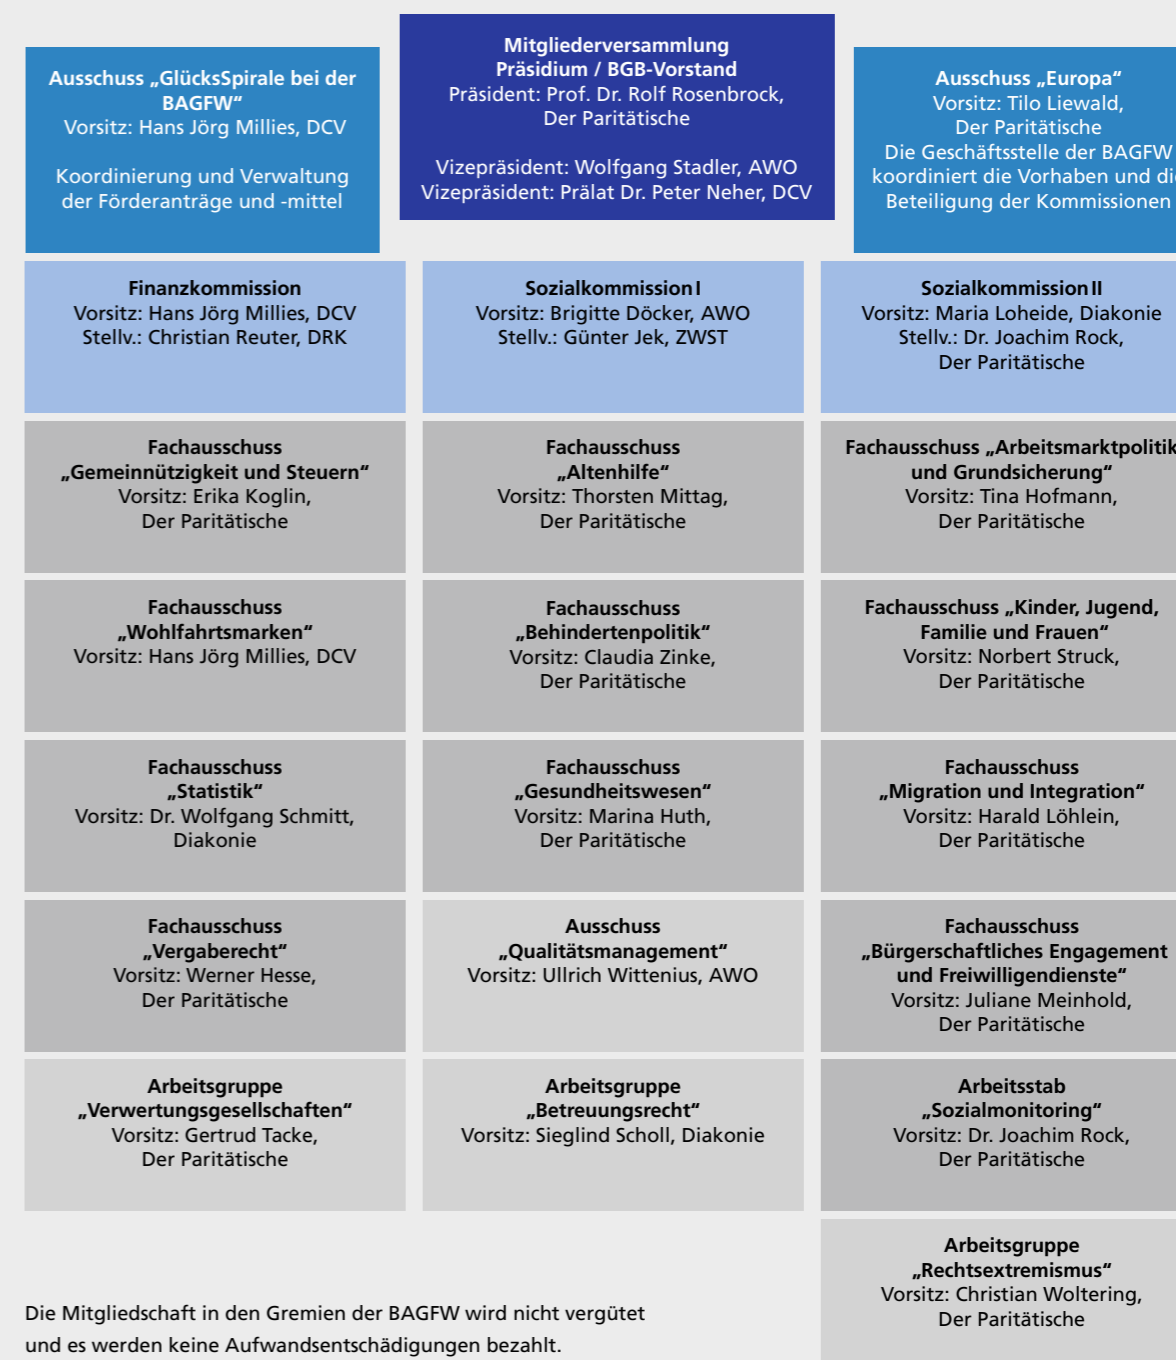 Ausschuss „GlücksSpirale bei der
BAGFW“
Vorsitz: Hans Jörg Millies, DCV
Koordinierung und Verwaltung
der Förderanträge und -mittel
Mitgliederversammlung
Präsidium / BGB-Vorstand
Präsident: Prof. Dr. Rolf Rosenbrock,
Der Paritätische
Vizepräsident: Wolfgang Stadler, AWO
Vizepräsident: Prälat Dr. Peter Neher, DCV
Ausschuss „Europa“
Vorsitz: Tilo Liewald,
Der Paritätische
Die Geschäftsstelle der BAGFW
koordiniert die Vorhaben und
Beteiligung der Kommissionen
Finanzkommission
Vorsitz: Hans Jörg Millies, DCV
Stellv.: Christian Reuter, DRK
Sozialkommission I
Vorsitz: Brigitte Döcker, AWO
Stellv.: Günter Jek, ZWST
Sozialkommission II
Vorsitz: Maria Loheide, Diakonie
Stellv.: Dr. Joachim Rock,
Der Paritätische
Fachausschuss
„Gemeinnützigkeit und Steuern“
Vorsitz: Erika Koglin,
Der Paritätische
Fachausschuss
„Altenhilfe“
Vorsitz: Thorsten Mittag,
Der Paritätische
Fachausschuss „Arbeitsmarktpolitik
und Grundsicherung“
Vorsitz: Tina Hofmann,
Der Paritätische
Fachausschuss
„Wohlfahrtsmarken“
Vorsitz: Hans Jörg Millies, DCV
Fachausschuss
„Behindertenpolitik“
Vorsitz: Claudia Zinke,
Der Paritätische
Fachausschuss „Kinder, Jugend,
Familie und Frauen“
Vorsitz: Norbert Struck,
Der Paritätische
Fachausschuss
„Statistik“
Vorsitz: Dr. Wolfgang Schmitt,
Diakonie
Fachausschuss
„Gesundheitswesen“
Vorsitz: Marina Huth,
Der Paritätische
Fachausschuss
„Migration und Integration“
Vorsitz: Harald Löhlein,
Der Paritätische
Fachausschuss
„Vergaberecht“
Vorsitz: Werner Hesse,
Der Paritätische
Ausschuss
„Qualitätsmanagement“
Vorsitz: Ullrich Wittenius, AWO
Fachausschuss
„Bürgerschaftliches Engagement
und Freiwilligendienste“
Vorsitz: Juliane Meinhold,
Der Paritätische
Arbeitsgruppe
„Verwertungsgesellschaften“
Vorsitz: Gertrud Tacke,
Der Paritätische
Arbeitsgruppe
„Betreuungsrecht“
Vorsitz: Sieglind Scholl, Diakonie
Arbeitsstab
„Sozialmonitoring“
Vorsitz: Dr. Joachim Rock,
Der Paritätische
Arbeitsgruppe
„Rechtsextremismus“
Vorsitz: Christian Woltering,
Der Paritätische
Die Mitgliedschaft in den Gremien der BAGFW wird nicht vergütet
und es werden keine Aufwandsentschädigungen bezahlt.